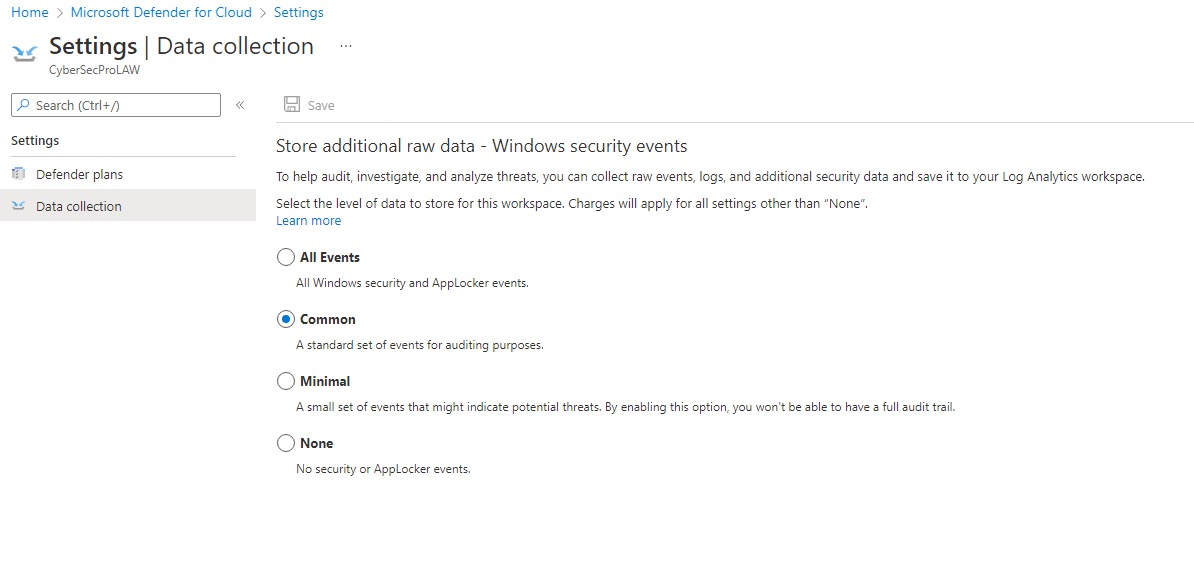 Home > Microsoft Defender for Cloud > Settings
Settings | Data collection ...
CyberSecProLAW
Search (Ctrl+/) «
Save
Settings
Defender plans
Data collection
Store additional raw data - Windows security events
To help audit, investigate, and analyze threats, you can collect raw events, logs, and additional security data and save it to your Log Analytics workspace.
Select the level of data to store for this workspace. Charges will apply for all settings other than “None”.
Learn more
All Events
All Windows security and AppLocker events.
Common
A standard set of events for auditing purposes.
Minimal
A small set of events that might indicate potential threats. By enabling this option, you won't be able to have a full audit trail.
None
No security or AppLocker events.